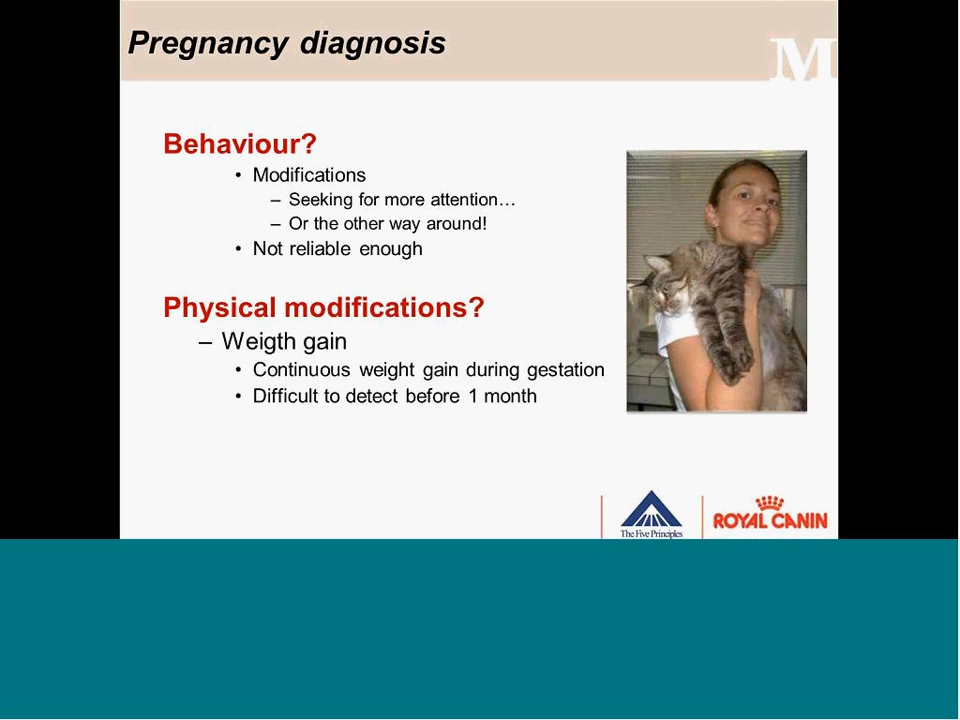 Pregnancy diagnosis
M
Behaviour?
• Modifications
– Seeking for more attention…
– Or the other way around!
• Not reliable enough
Physical modifications?
– Weigth gain
• Continuous weight gain during gestation
• Difficult to detect before 1 month
The Five Principles
ROYAL CANIN